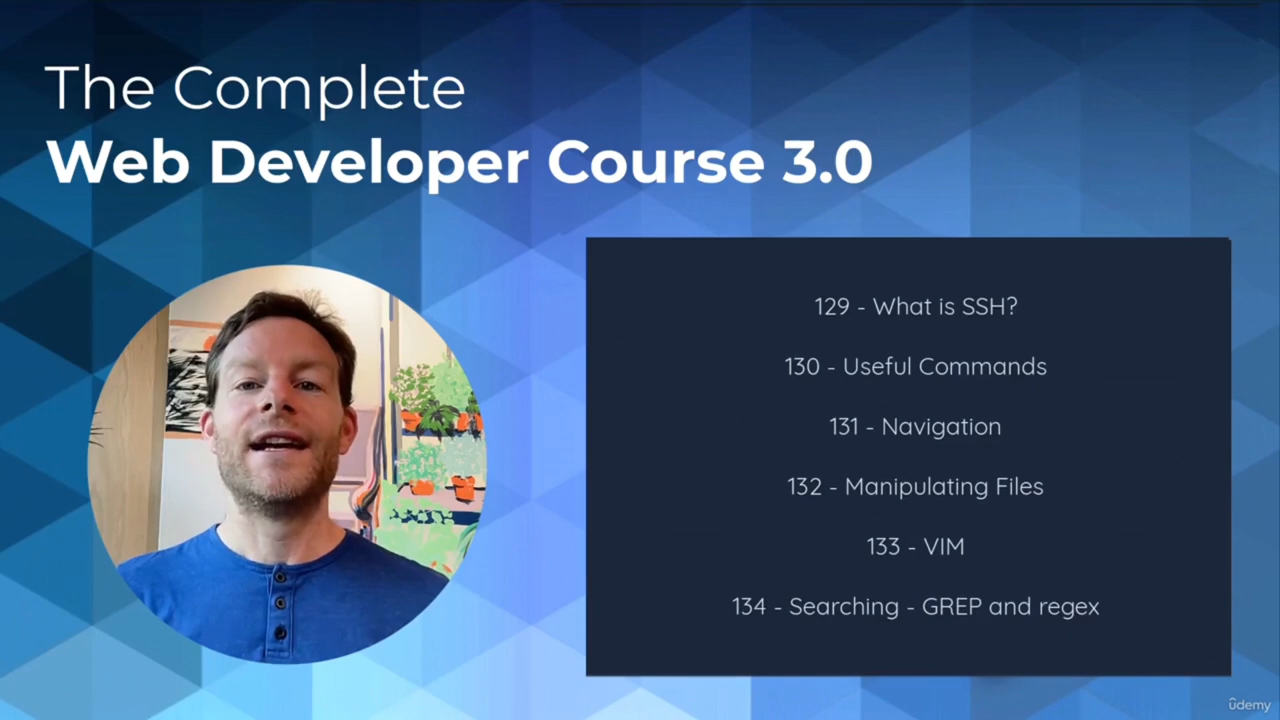 The Complete
Web Developer Course 3.0
129 - What is SSH?
130 - Useful Commands
131 - Navigation
132 - Manipulating Files
133 - VIM
134 - Searching - GREP and regex
ûdemy